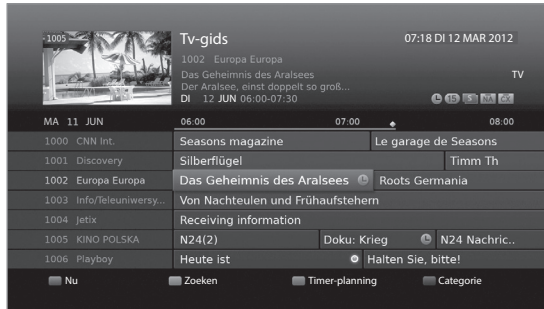 1005
Tv-gids
07:18 DI 12 MAR 2012
1002 Europa Europa
Das Geheimnis des Aralsees
TV
Der Aralsee, einst doppelt so groß...
DI 12 JUN 06:00-07:30
15 S
MA 11 JUN 06:00 07:00 08:00
1000 CNN Int. Seasons magazine Le garage de Seasons
1001 Discovery Silberflügel Timm Th
1002 Europa Europa Das Geheimnis des Aralsees Roots Germania
1003 Info/Teleuniwersy... Von Nachteulen und Frühaufstehern
1004 Jetix Receiving information
1005 KINO POLSKA N24(2) Doku: Krieg N24 Nachric..
1006 Playboy Heute ist Halten Sie, bitte!
Nu Zoeken Timer-planning Categorie